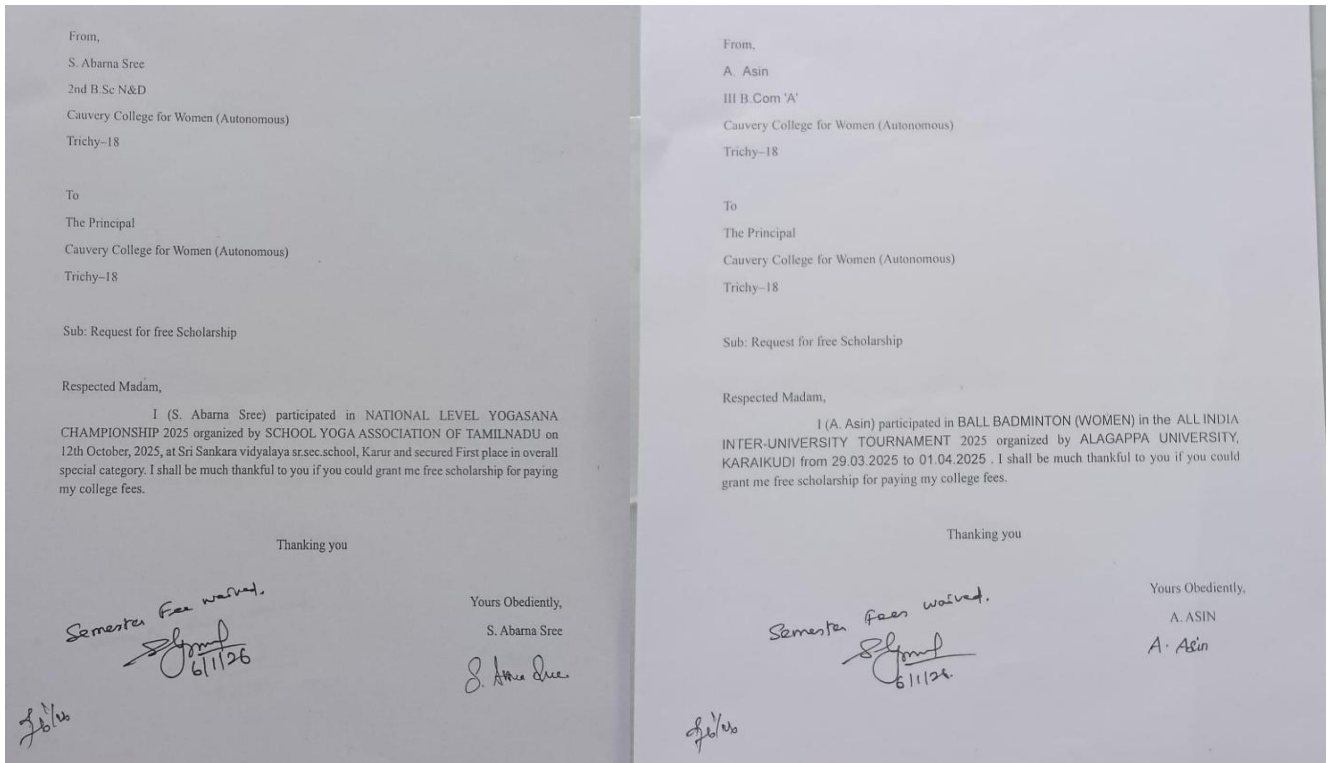 From,
S. Abarna Sree
2nd B.Sc N&D
Cauvery College for Women (Autonomous)
Trichy–18
To
The Principal
Cauvery College for Women (Autonomous)
Trichy–18
Sub: Request for free Scholarship
Respected Madam,
I (S. Abarna Sree) participated in NATIONAL LEVEL YOGASANA
CHAMPIONSHIP 2025 organized by SCHOOL YOGA ASSOCIATION OF TAMILNADU on
12th October, 2025, at Sri Sankara vidyalaya sr.sec.school, Karur and secured First place in overall
special category. I shall be much thankful to you if you could grant me free scholarship for paying
my college fees.
Thanking you
Semester Fee waived.
6/1/26
Yours Obediently,
S. Abarna Sree
From,
A. Asin
III B.Com 'A'
Cauvery College for Women (Autonomous)
Trichy–18
To
The Principal
Cauvery College for Women (Autonomous)
Trichy–18
Sub: Request for free Scholarship
Respected Madam,
I (A. Asin) participated in BALL BADMINTON (WOMEN) in the ALL INDIA
INTER-UNIVERSITY TOURNAMENT 2025 organized by ALAGAPPA UNIVERSITY,
KARAIKUDI from 29.03.2025 to 01.04.2025 . I shall be much thankful to you if you could
grant me free scholarship for paying my college fees.
Thanking you
Semester Fees waived.
6/1/26.
Yours Obediently,
A. ASIN
A. Asin